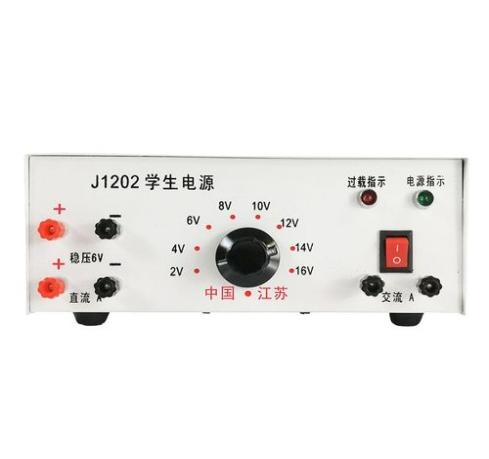 J1202 学生电源
过载指示
电源指示
2V
4V
6V
8V
10V
12V
14V
16V
中国·江苏
+ −
稳压6V
+ −
直流 A
I
O
交流 A